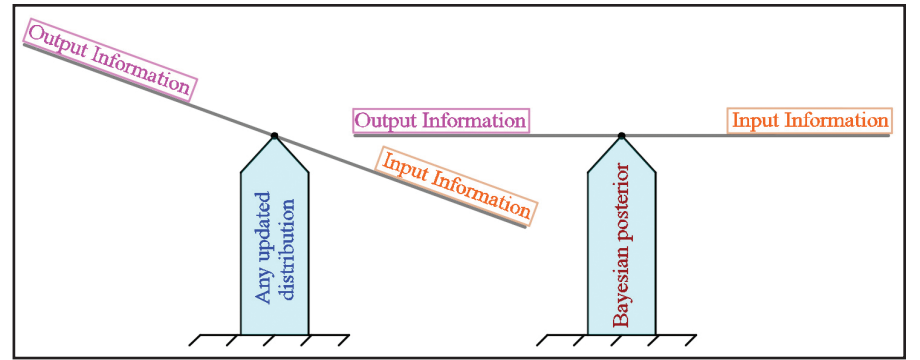 Output Information
Input Information
Any updated
distribution
Output Information
Input Information
Bayesian posterior